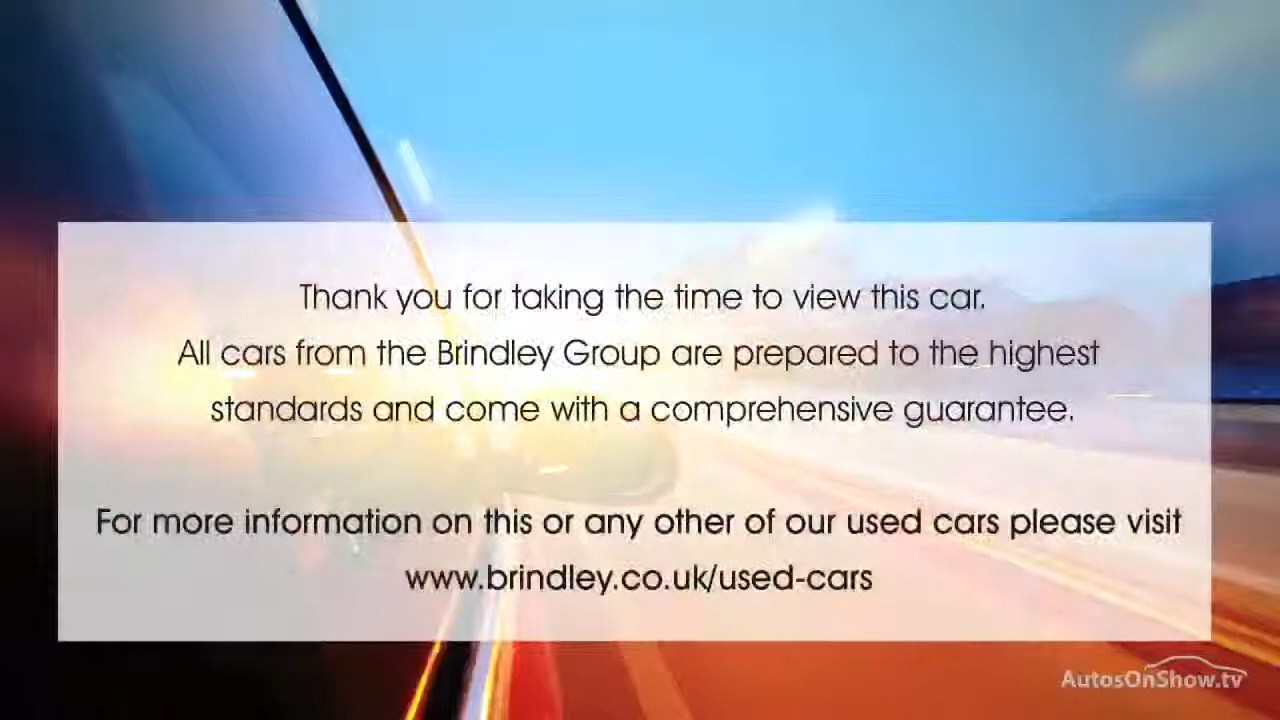 Thank you for taking the time to view this car.
All cars from the Brindley Group are prepared to the highest
standards and come with a comprehensive guarantee.
For more information on this or any other of our used cars please visit
www.brindley.co.uk/used-cars
AutosOnShow.tv